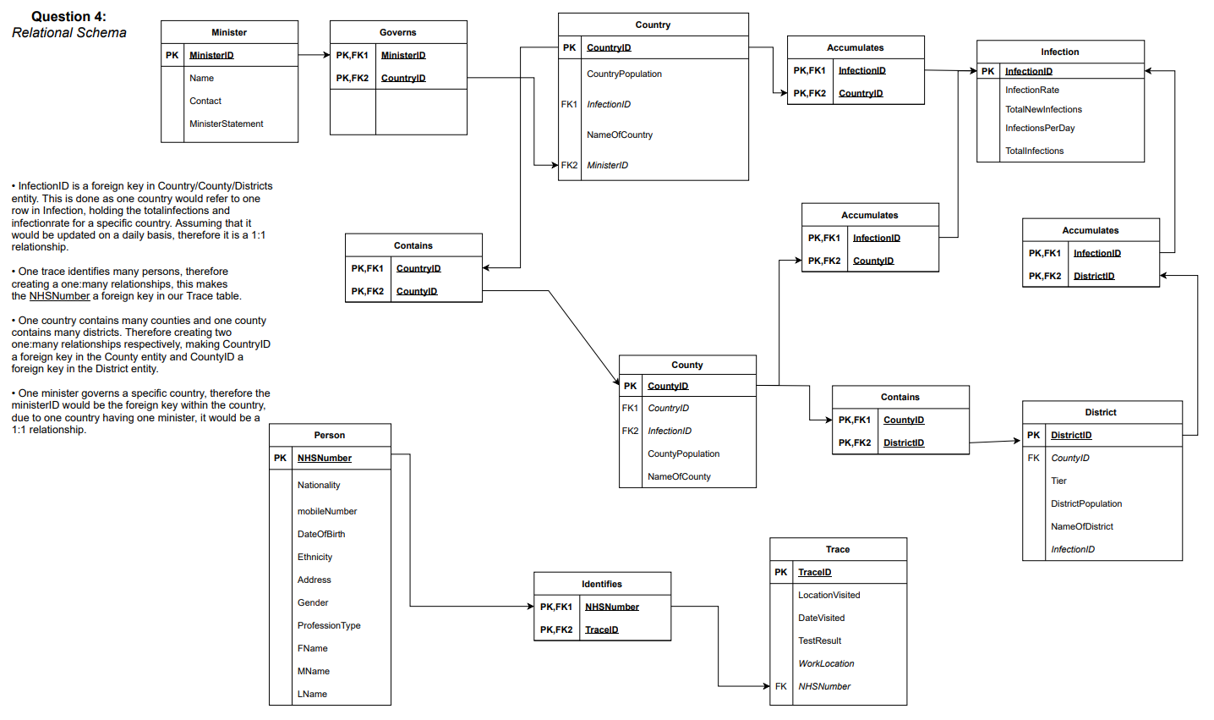 Question 4:
Relational Schema
Minister
PK MinisterID
Name
Contact
MinisterStatement
Governs
PK,FK1 MinisterID
PK,FK2 CountryID
Country
PK CountryID
CountryPopulation
FK1 InfectionID
NameOfCountry
FK2 MinisterID
Accumulates
PK,FK1 InfectionID
PK,FK2 CountryID
Infection
PK InfectionID
InfectionRate
TotalNewInfections
InfectionsPerDay
TotalInfections
• InfectionID is a foreign key in Country/County/Districts
entity. This is done as one country would refer to one
row in Infection, holding the totalinfections and
infectionrate for a specific country. Assuming that it
would be updated on a daily basis, therefore it is a 1:1
relationship.
• One trace identifies many persons, therefore
creating a one:many relationships, this makes
the NHSNumber a foreign key in our Trace table.
• One country contains many counties and one county
contains many districts. Therefore creating two
one:many relationships respectively, making CountryID
a foreign key in the County entity and CountyID a
foreign key in the District entity.
• One minister governs a specific country, therefore the
ministerID would be the foreign key within the country,
due to one country having one minister, it would be a
1:1 relationship.
Contains
PK,FK1 CountryID
PK,FK2 CountyID
Accumulates
PK,FK1 InfectionID
PK,FK2 CountyID
Accumulates
PK,FK1 InfectionID
PK,FK2 DistrictID
County
PK CountyID
FK1 CountryID
FK2 InfectionID
CountyPopulation
NameOfCounty
Contains
PK,FK1 CountyID
PK,FK2 DistrictID
District
PK DistrictID
FK CountyID
Tier
DistrictPopulation
NameOfDistrict
InfectionID
Person
PK NHSNumber
Nationality
mobileNumber
DateOfBirth
Ethnicity
Address
Gender
ProfessionType
FName
MName
LName
Identifies
PK,FK1 NHSNumber
PK,FK2 TraceID
Trace
PK TraceID
LocationVisited
DateVisited
TestResult
WorkLocation
FK NHSNumber